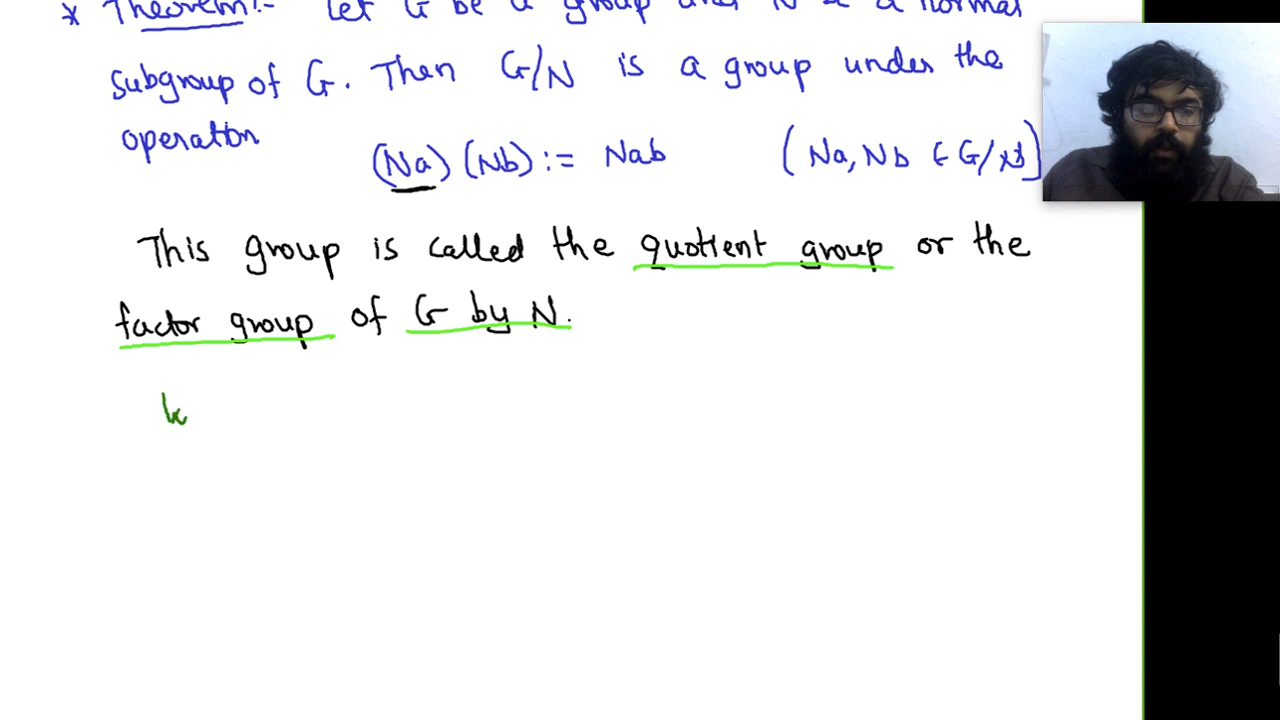 * Theorem:- Let G be a group and N a normal
subgroup of G. Then G/N is a group under the
operation
(Na) (Nb) := Nab (Na, Nb ∈ G/N)
This group is called the quotient group or the
factor group of G by N.